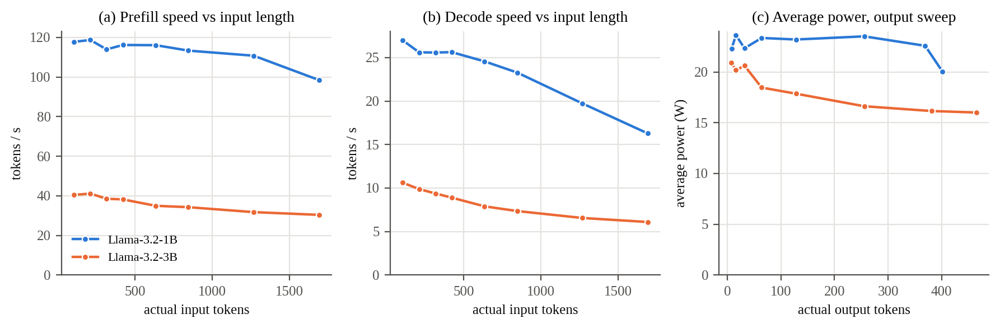 (a) Prefill speed vs input length
tokens / s
120
100
80
60
40
20
0
500
1000
1500
actual input tokens
Llama-3.2-1B
Llama-3.2-3B
(b) Decode speed vs input length
tokens / s
25
20
15
10
5
0
500
1000
1500
actual input tokens
(c) Average power, output sweep
average power (W)
20
15
10
5
0
0
100
200
300
400
actual output tokens